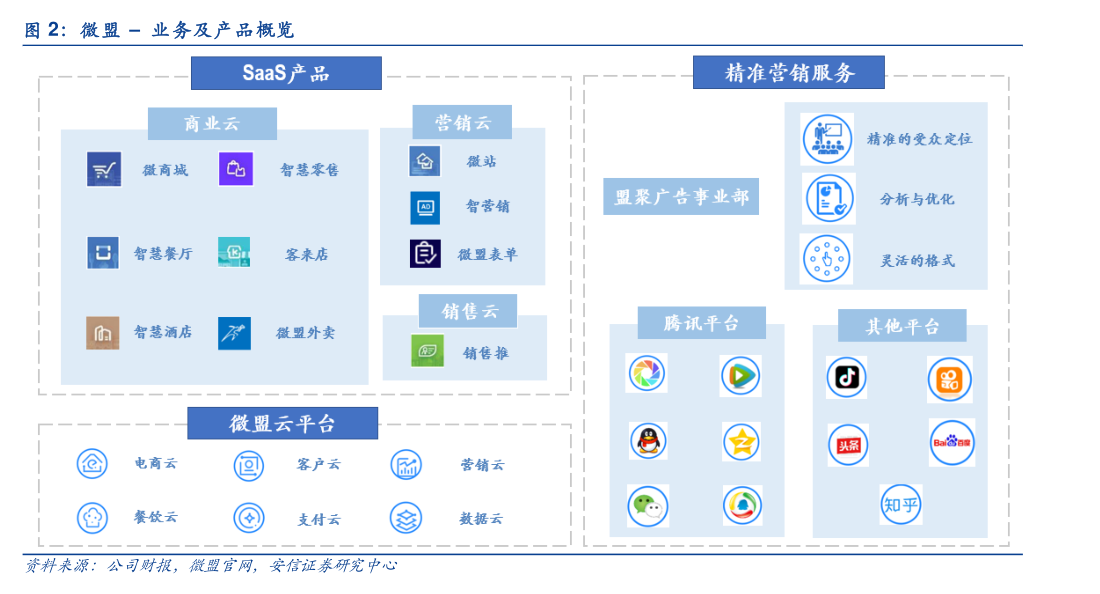 图 2：微盟 – 业务及产品概览
SaaS产品
商业云
微商城
智慧零售
智慧餐厅
客来店
智慧酒店
微盟外卖
营销云
微站
AD
智营销
微盟表单
销售云
销售推
微盟云平台
电商云
客户云
营销云
餐饮云
支付云
数据云
精准营销服务
盟聚广告事业部
精准的受众定位
分析与优化
灵活的格式
腾讯平台
其他平台
头条
Bai百度
知乎
资料来源：公司财报，微盟官网，安信证券研究中心